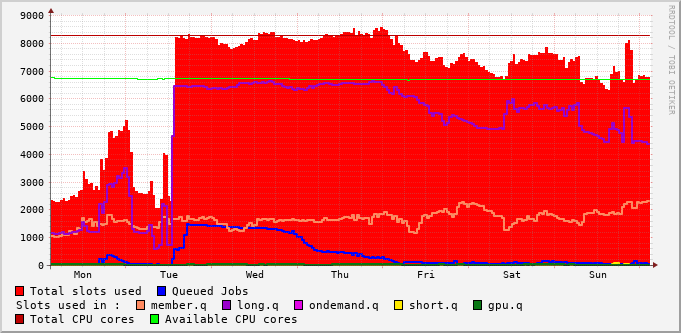 9000
8000
7000
6000
5000
4000
3000
2000
1000
0
Mon Tue Wed Thu Fri Sat Sun
RRDTOOL / TOBI OETIKER
Total slots used Queued Jobs
Slots used in : member.q long.q ondemand.q short.q gpu.q
Total CPU cores Available CPU cores